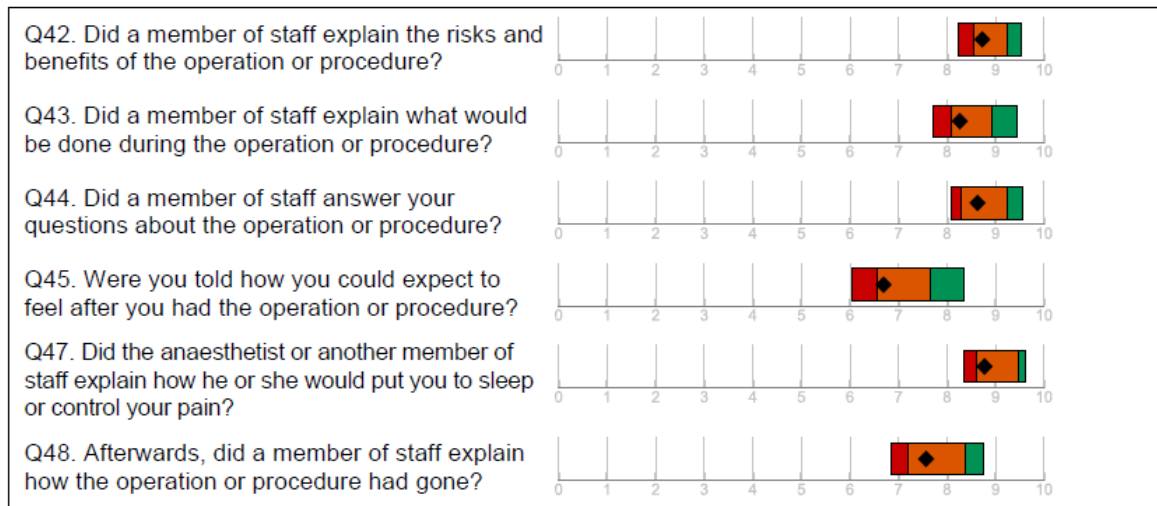 Q42. Did a member of staff explain the risks and
benefits of the operation or procedure?
0 1 2 3 4 5 6 7 8 9 10
Q43. Did a member of staff explain what would
be done during the operation or procedure?
0 1 2 3 4 5 6 7 8 9 10
Q44. Did a member of staff answer your
questions about the operation or procedure?
0 1 2 3 4 5 6 7 8 9 10
Q45. Were you told how you could expect to
feel after you had the operation or procedure?
0 1 2 3 4 5 6 7 8 9 10
Q47. Did the anaesthetist or another member of
staff explain how he or she would put you to sleep
or control your pain?
0 1 2 3 4 5 6 7 8 9 10
Q48. Afterwards, did a member of staff explain
how the operation or procedure had gone?
0 1 2 3 4 5 6 7 8 9 10